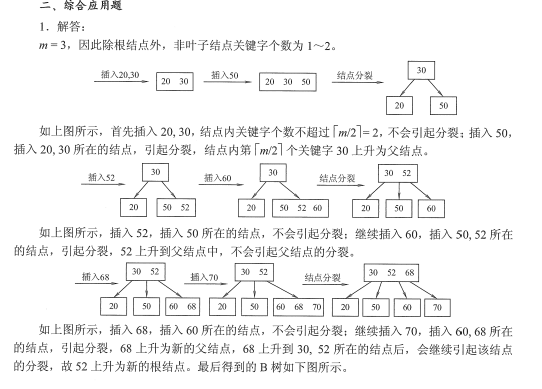 二、综合应用题
1．解答：
m = 3，因此除根结点外，非叶子结点关键字个数为 1～2。
插入20,30 20 30 插入50 20 30 50 结点分裂 30
20 50
如上图所示，首先插入 20, 30，结点内关键字个数不超过⌈m/2⌉= 2，不会引起分裂；插入 50，
插入 20, 30 所在的结点，引起分裂，结点内第⌈m/2⌉个关键字 30 上升为父结点。
插入52 30 插入60 30 结点分裂 30 52
20 50 52 20 50 52 60 20 50 60
如上图所示，插入 52，插入 50 所在的结点，不会引起分裂；继续插入 60，插入 50, 52 所在
的结点，引起分裂，52 上升到父结点中，不会引起父结点的分裂。
插入68 30 52 插入70 30 52 结点分裂 30 52 68
20 50 60 68 20 50 60 68 70 20 50 60 70
如上图所示，插入 68，插入 60 所在的结点，不会引起分裂；继续插入 70，插入 60, 68 所在
的结点，引起分裂，68 上升为新的父结点，68 上升到 30, 52 所在的结点后，会继续引起该结点
的分裂，故 52 上升为新的根结点。最后得到的 B 树如下图所示。